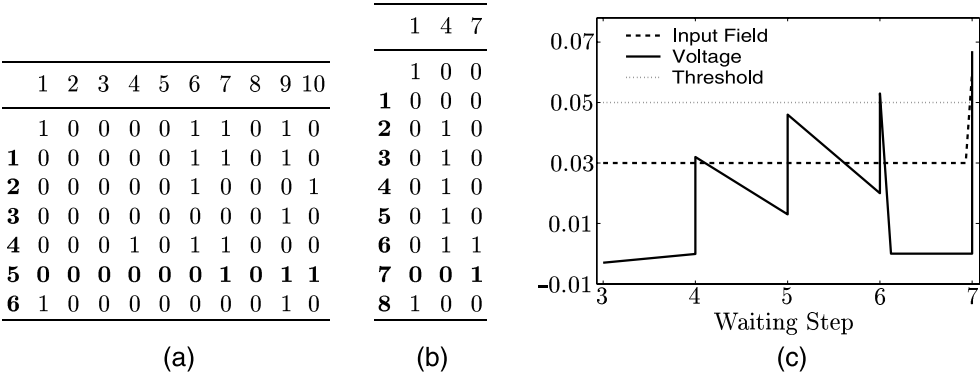 1 2 3 4 5 6 7 8 9 10
1 0 0 0 0 1 1 0 1 0
1 0 0 0 0 0 1 1 0 1 0
2 0 0 0 0 0 1 0 0 0 1
3 0 0 0 0 0 0 0 0 1 0
4 0 0 0 1 0 1 1 0 0 0
5 0 0 0 0 0 0 1 0 1 1
6 1 0 0 0 0 0 0 0 1 0
(a)
1 4 7
1 0 0
1 0 0 0
2 0 1 0
3 0 1 0
4 0 1 0
5 0 1 0
6 0 1 1
7 0 0 1
8 1 0 0
(b)
0.07
0.05
0.03
0.01
-0.01
Input Field
Voltage
Threshold
3 4 5 6 7
Waiting Step
(c)